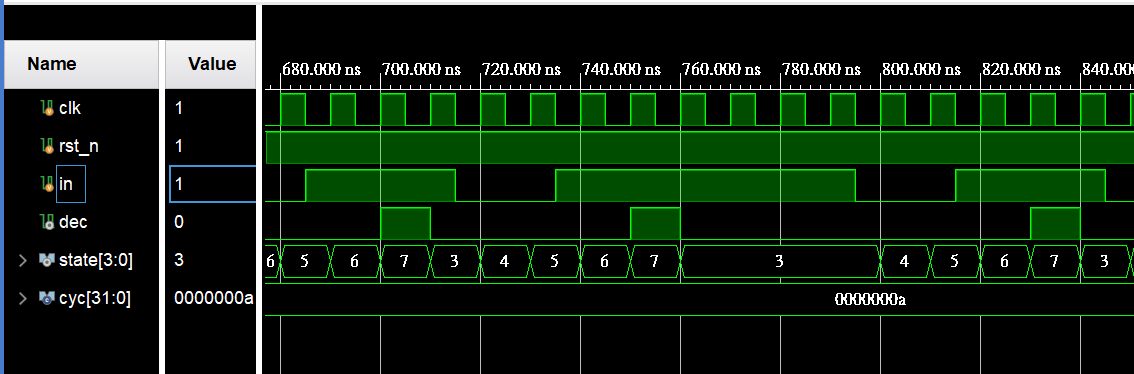 Name Value 680.000 ns 700.000 ns 720.000 ns 740.000 ns 760.000 ns 780.000 ns 800.000 ns 820.000 ns 840.000
clk 1
rst_n 1
in 1
dec 0
state[3:0] 3 6 5 6 7 3 4 5 6 7 3 4 5 6 7 3
cyc[31:0] 0000000a 0000000a